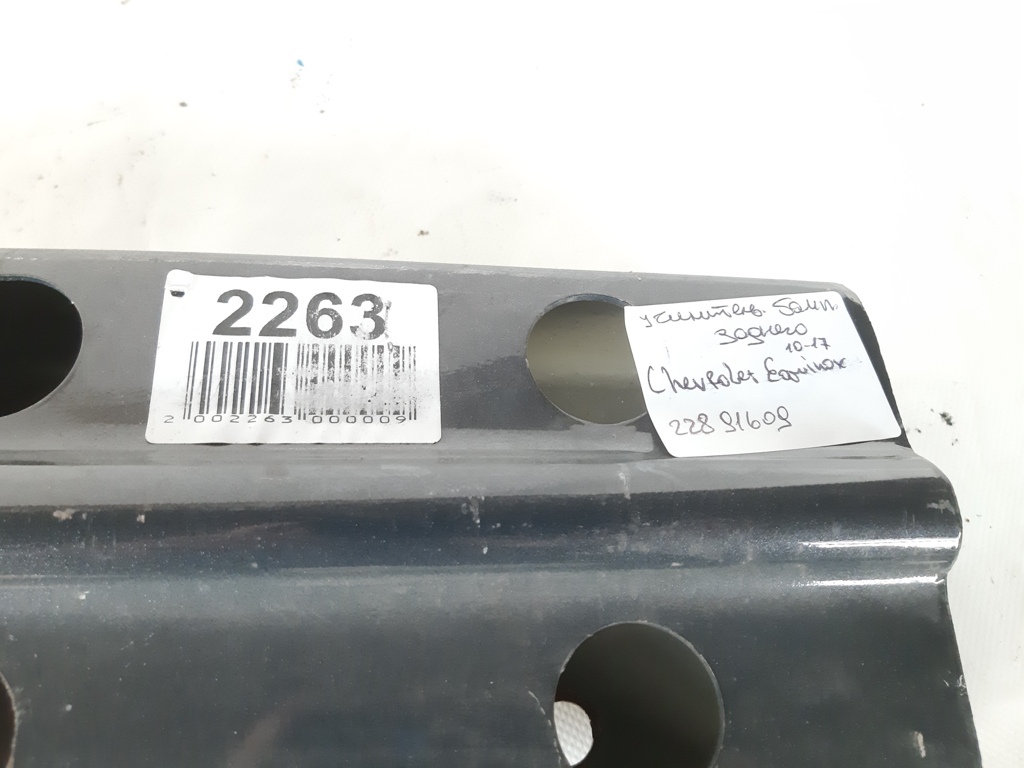 2263
2 002263 000009
усилитель бамп.
заднего
10-17
Chevrolet Equinox
22891609